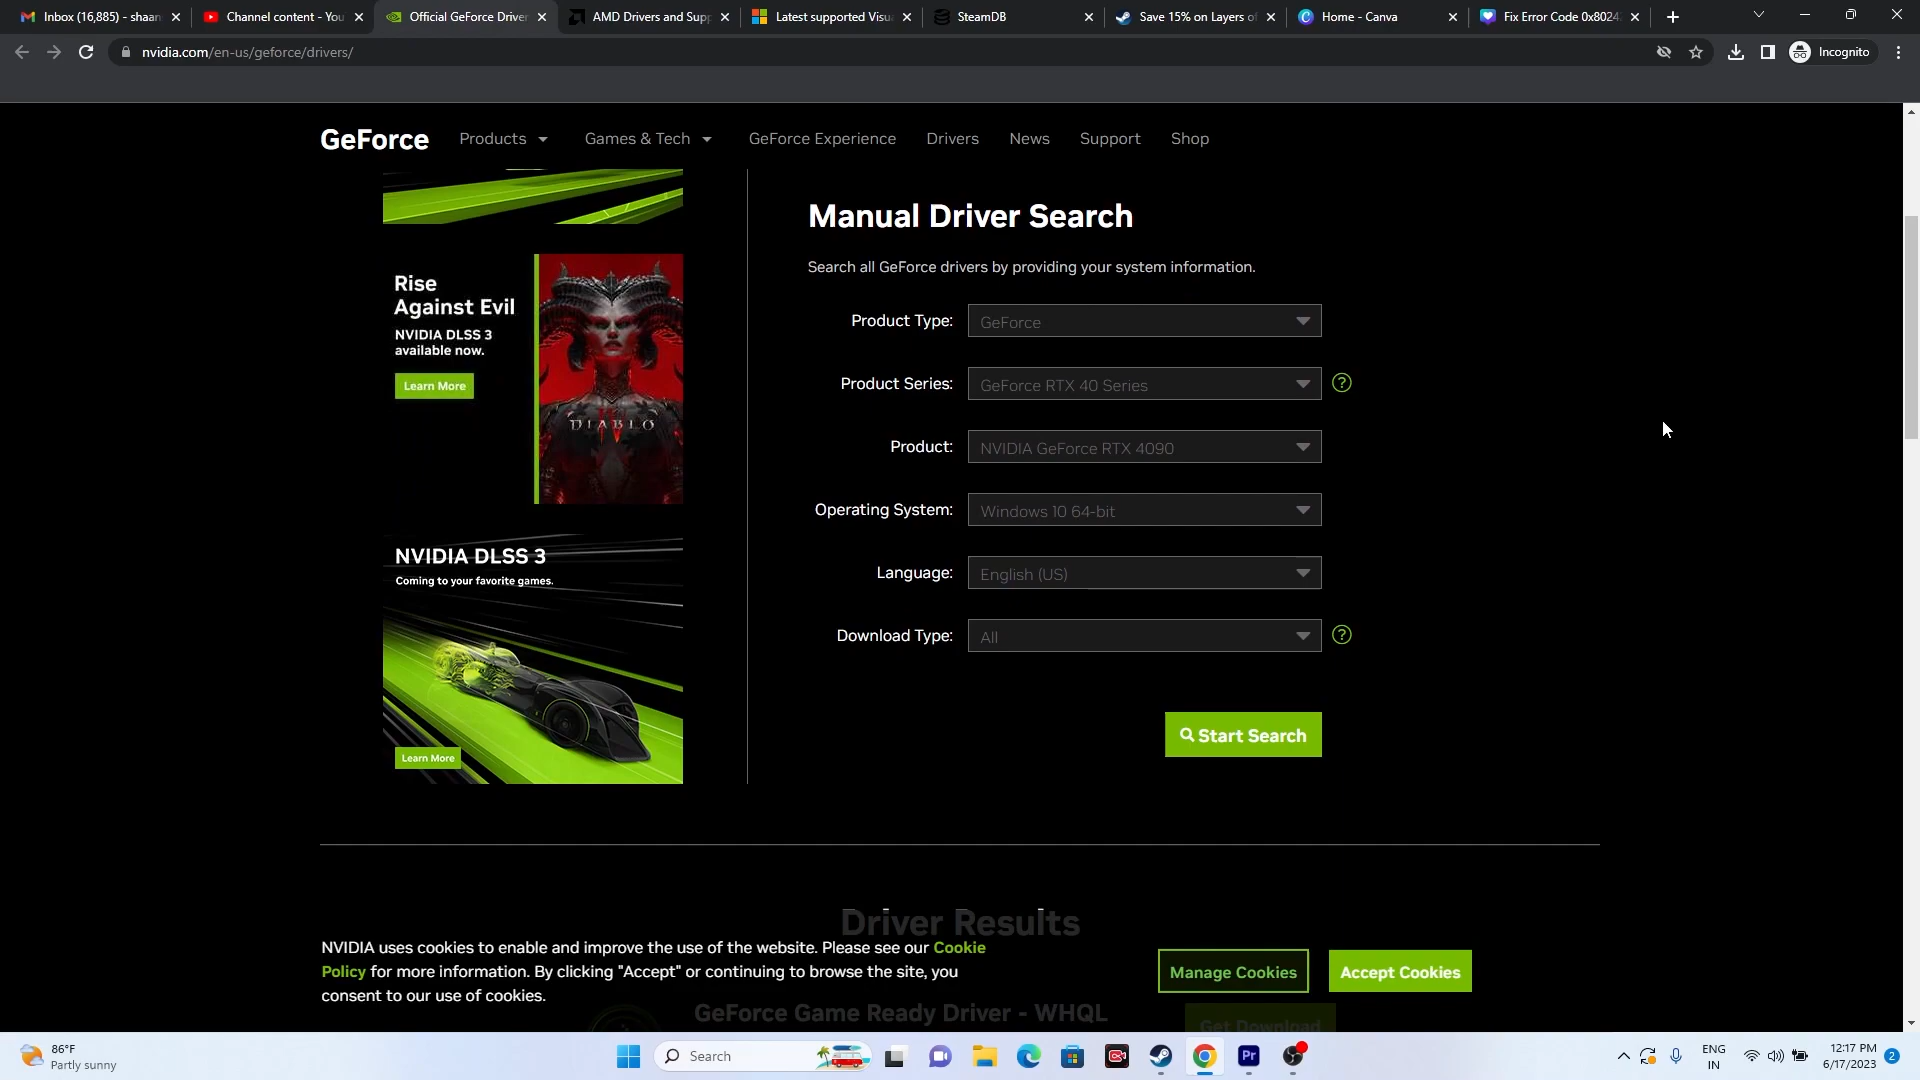 Inbox (16,885) - shaan
Channel content - You
Official GeForce Driver
AMD Drivers and Supp
Latest supported Visua
SteamDB
Save 15% on Layers of
Home - Canva
Fix Error Code 0x8024
nvidia.com/en-us/geforce/drivers/
Incognito
GeForce
Products
Games & Tech
GeForce Experience
Drivers
News
Support
Shop
Rise
Against Evil
NVIDIA DLSS 3
available now.
Learn More
DIABLO
IV
NVIDIA DLSS 3
Coming to your favorite games.
Learn More
Manual Driver Search
Search all GeForce drivers by providing your system information.
Product Type: GeForce
Product Series: GeForce RTX 40 Series ?
Product: NVIDIA GeForce RTX 4090
Operating System: Windows 10 64-bit
Language: English (US)
Download Type: All ?
Start Search
Driver Results
NVIDIA uses cookies to enable and improve the use of the website. Please see our Cookie
Policy for more information. By clicking "Accept" or continuing to browse the site, you
consent to our use of cookies.
Manage Cookies
Accept Cookies
GeForce Game Ready Driver - WHQL
Get Download
86°F
Partly sunny
Search
Pr
ENG
IN
12:17 PM
6/17/2023
2